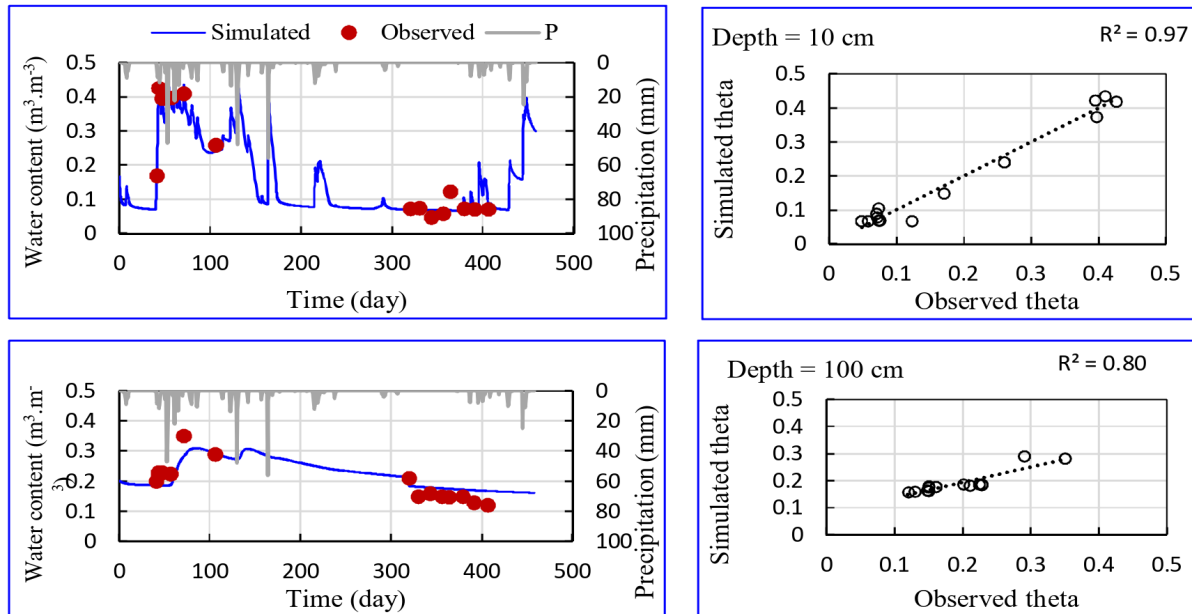 Simulated Observed P
Water content (m³.m⁻³)
0.5
0.4
0.3
0.2
0.1
0
0
20
40
60
80
100
Precipitation (mm)
0 100 200 300 400 500
Time (day)
Depth = 10 cm R² = 0.97
Simulated theta
0.5
0.4
0.3
0.2
0.1
0
0 0.1 0.2 0.3 0.4 0.5
Observed theta
Water content (m³.m⁻
³)
0.5
0.4
0.3
0.2
0.1
0
0
20
40
60
80
100
Precipitation (mm)
0 100 200 300 400 500
Time (day)
Depth = 100 cm R² = 0.80
Simulated theta
0.5
0.4
0.3
0.2
0.1
0
0 0.1 0.2 0.3 0.4 0.5
Observed theta